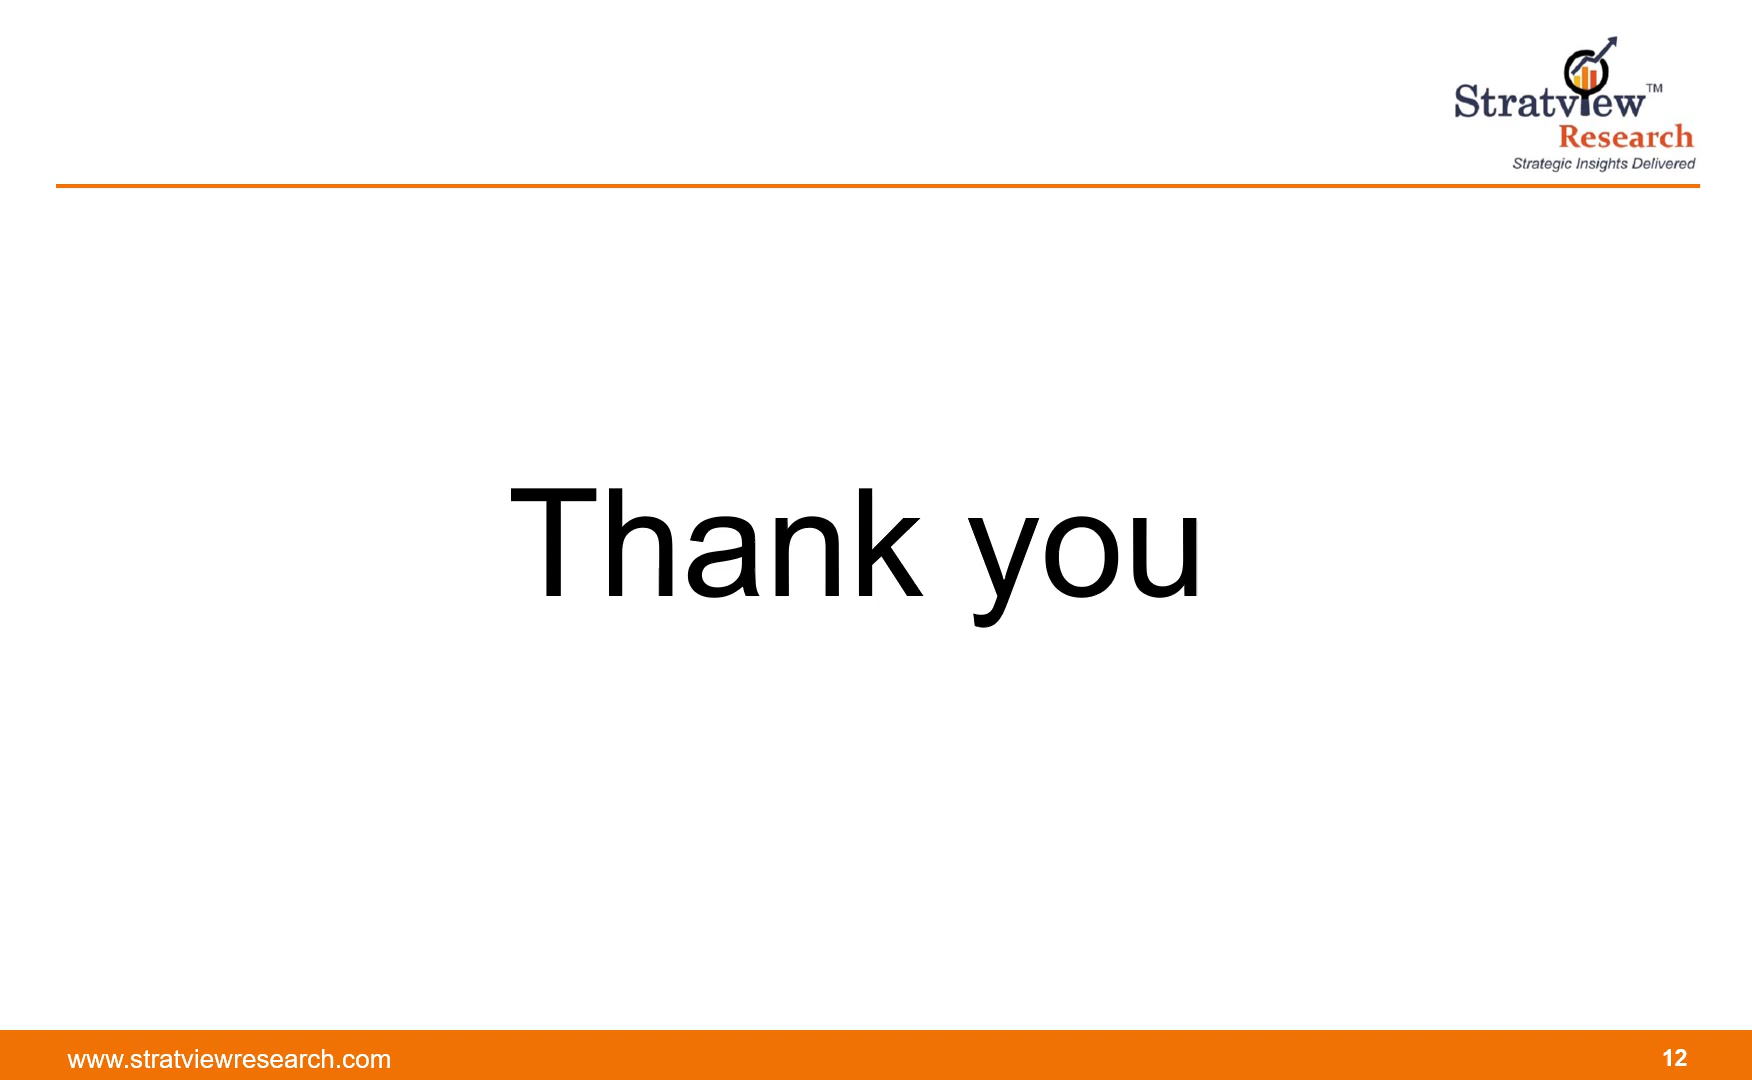 Stratview™
Research
Strategic Insights Delivered
Thank you
www.stratviewresearch.com
12